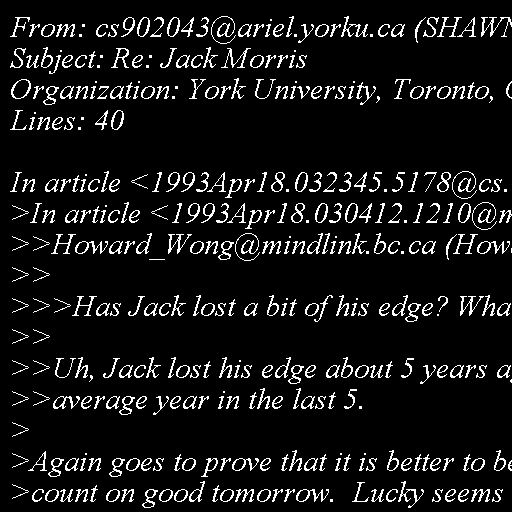 From: cs902043@ariel.yorku.ca (SHAWN
Subject: Re: Jack Morris
Organization: York University, Toronto,
Lines: 40

In article <1993Apr18.032345.5178@cs.
>In article <1993Apr18.030412.1210@m
>>Howard_Wong@mindlink.bc.ca (How
>>
>>>Has Jack lost a bit of his edge? Wha
>>
>>Uh, Jack lost his edge about 5 years a
>>average year in the last 5.
>
>Again goes to prove that it is better to be
>count on good tomorrow.  Lucky seems